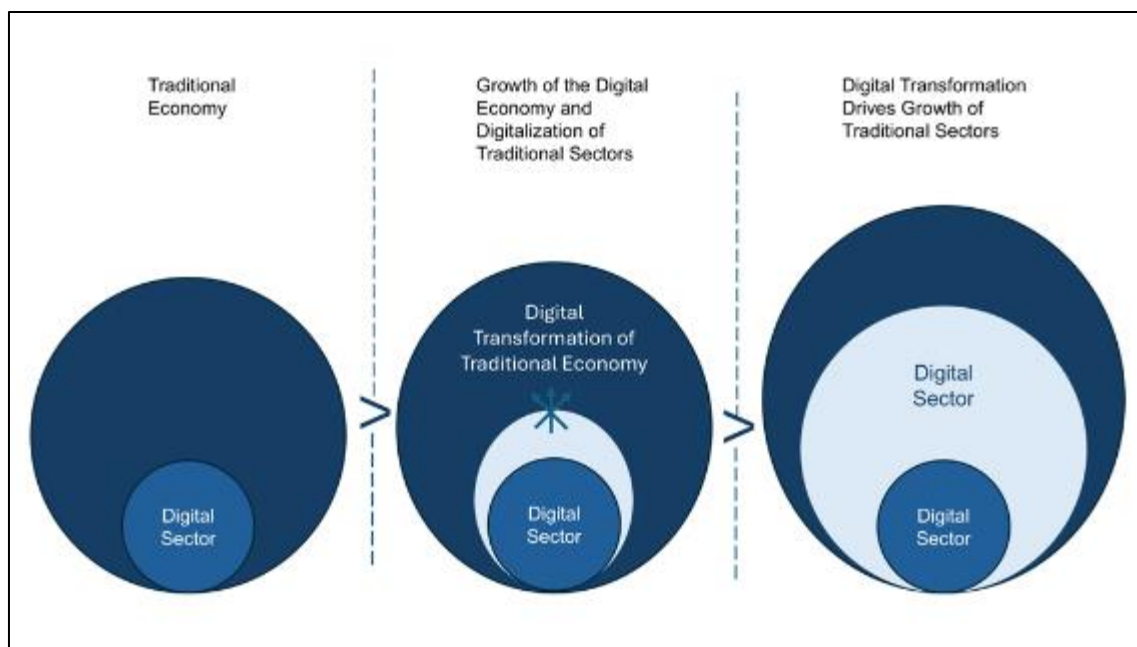 Traditional
Economy
Growth of the Digital
Economy and
Digitalization of
Traditional Sectors
Digital Transformation
Drives Growth of
Traditional Sectors
Digital
Sector
>
Digital
Transformation of
Traditional Economy
Digital
Sector
>
Digital
Sector
Digital
Sector